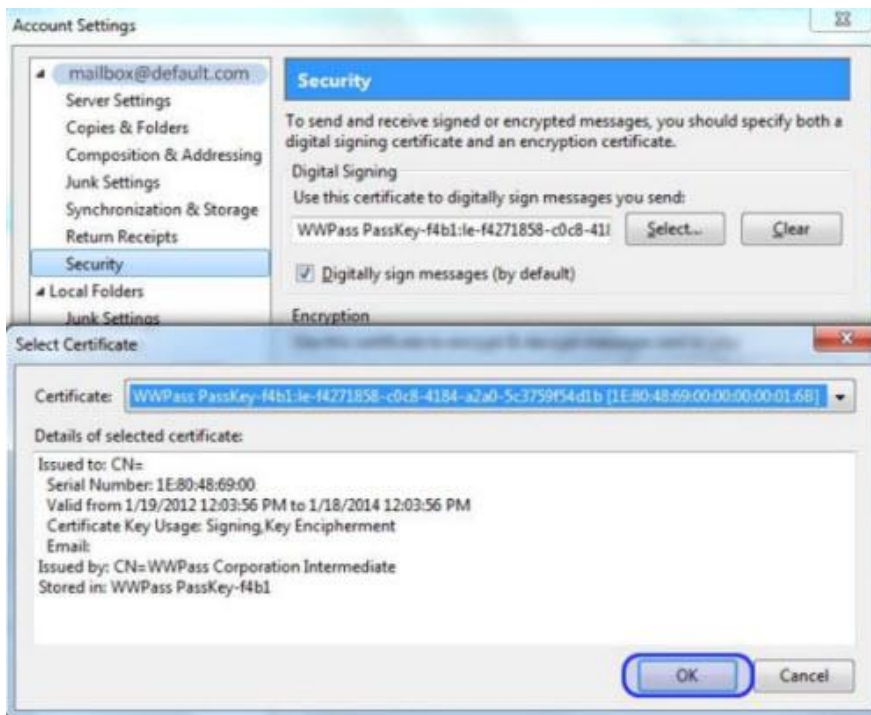 Account Settings
mailbox@default.com
Server Settings
Copies & Folders
Composition & Addressing
Junk Settings
Synchronization & Storage
Return Receipts
Security
Local Folders
Junk Settings
Security
To send and receive signed or encrypted messages, you should specify both a
digital signing certificate and an encryption certificate.
Digital Signing
Use this certificate to digitally sign messages you send:
WWPass PassKey-f4b1:le-f4271858-c0c8-418
Select...
Clear
Digitally sign messages (by default)
Encryption
Select Certificate
Certificate:
WWPass PassKey-f4b1:le-f4271858-c0c8-4184-a2a0-5c3759f54d1b [1E:80:48:69:00:00:00:00:01:6B]
Details of selected certificate:
Issued to: CN=
Serial Number: 1E:80:48:69:00
Valid from 1/19/2012 12:03:56 PM to 1/18/2014 12:03:56 PM
Certificate Key Usage: Signing,Key Encipherment
Email:
Issued by: CN=WWPass Corporation Intermediate
Stored in: WWPass PassKey-f4b1
OK
Cancel